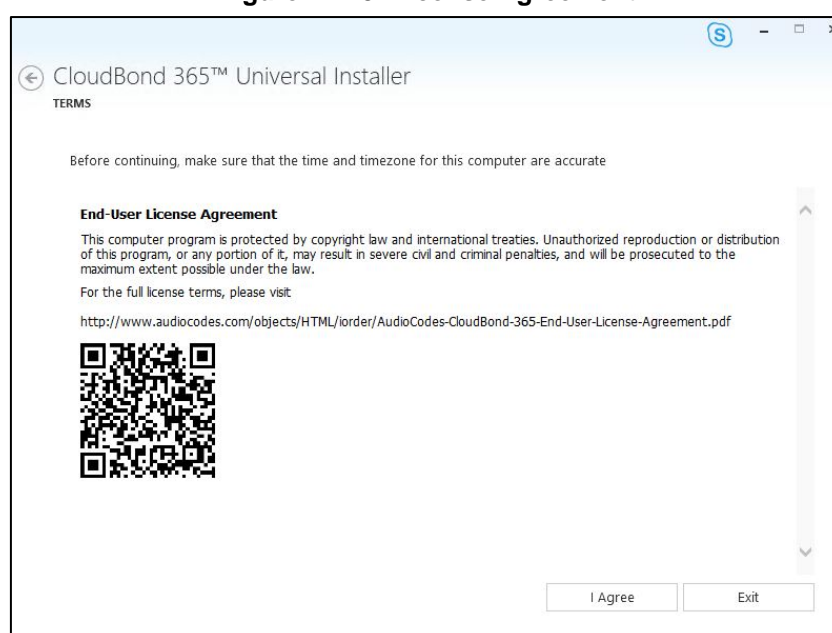 CloudBond 365™ Universal Installer
TERMS
Before continuing, make sure that the time and timezone for this computer are accurate
End-User License Agreement
This computer program is protected by copyright law and international treaties. Unauthorized reproduction or distribution
of this program, or any portion of it, may result in severe civil and criminal penalties, and will be prosecuted to the
maximum extent possible under the law.
For the full license terms, please visit
http://www.audiocodes.com/objects/HTML/iorder/AudioCodes-CloudBond-365-End-User-License-Agreement.pdf
I Agree
Exit